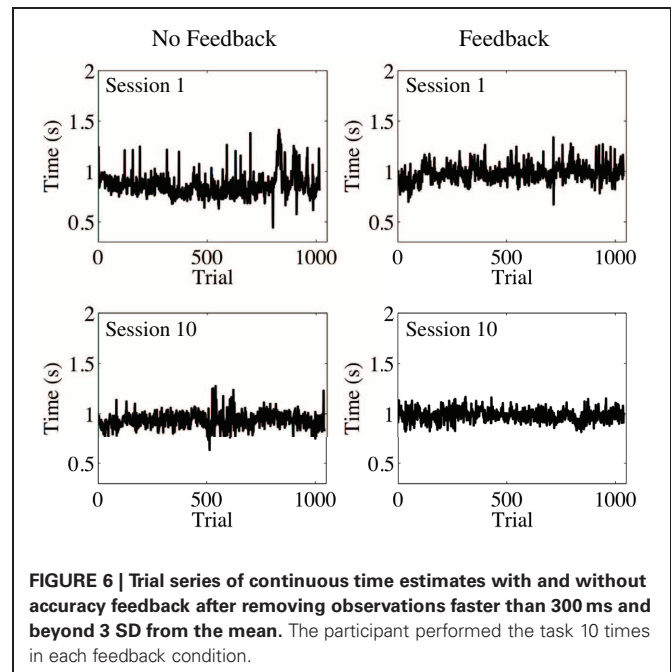 No Feedback
Feedback
2
Session 1
1.5
1
0.5
Time (s)
0
500
1000
Trial
2
Session 1
1.5
1
0.5
Time (s)
0
500
1000
Trial
2
Session 10
1.5
1
0.5
Time (s)
0
500
1000
Trial
2
Session 10
1.5
1
0.5
Time (s)
0
500
1000
Trial
FIGURE 6 | Trial series of continuous time estimates with and without
accuracy feedback after removing observations faster than 300 ms and
beyond 3 SD from the mean. The participant performed the task 10 times
in each feedback condition.